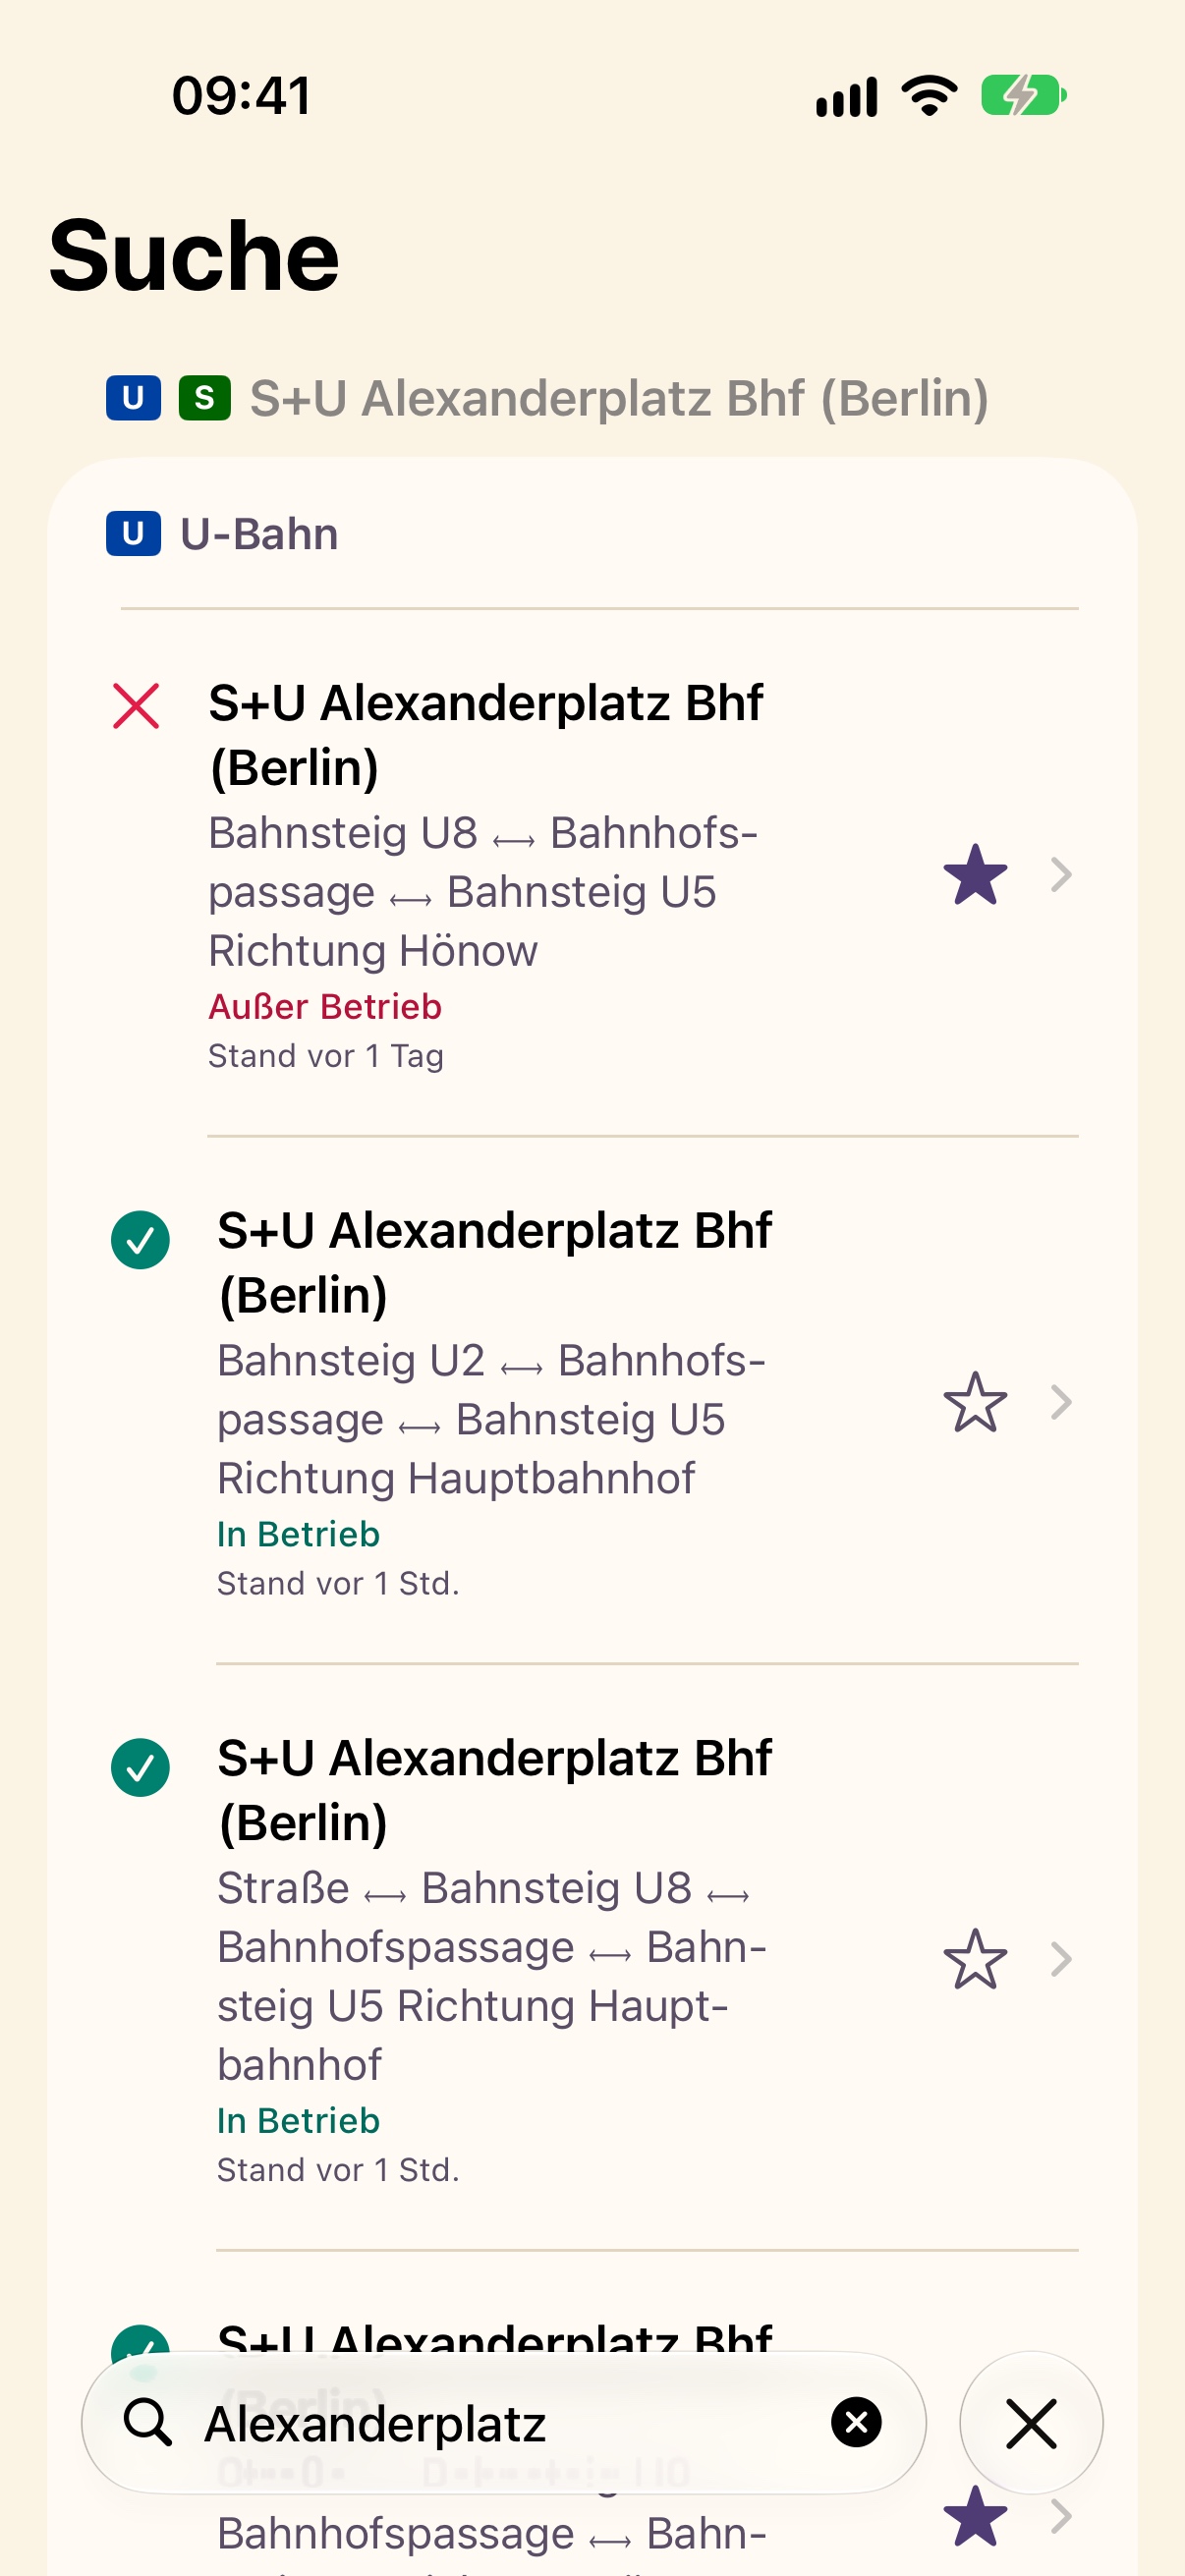 09:41
Suche
U S S+U Alexanderplatz Bhf (Berlin)
U U-Bahn
S+U Alexanderplatz Bhf
(Berlin)
Bahnsteig U8 ⟷ Bahnhofs-
passage ⟷ Bahnsteig U5
Richtung Hönow
Außer Betrieb
Stand vor 1 Tag
S+U Alexanderplatz Bhf
(Berlin)
Bahnsteig U2 ⟷ Bahnhofs-
passage ⟷ Bahnsteig U5
Richtung Hauptbahnhof
In Betrieb
Stand vor 1 Std.
S+U Alexanderplatz Bhf
(Berlin)
Straße ⟷ Bahnsteig U8 ⟷
Bahnhofspassage ⟷ Bahn-
steig U5 Richtung Haupt-
bahnhof
In Betrieb
Stand vor 1 Std.
S+U Alexanderplatz Bhf
(Berlin)
Alexanderplatz
Bahnhofspassage ⟷ Bahn-